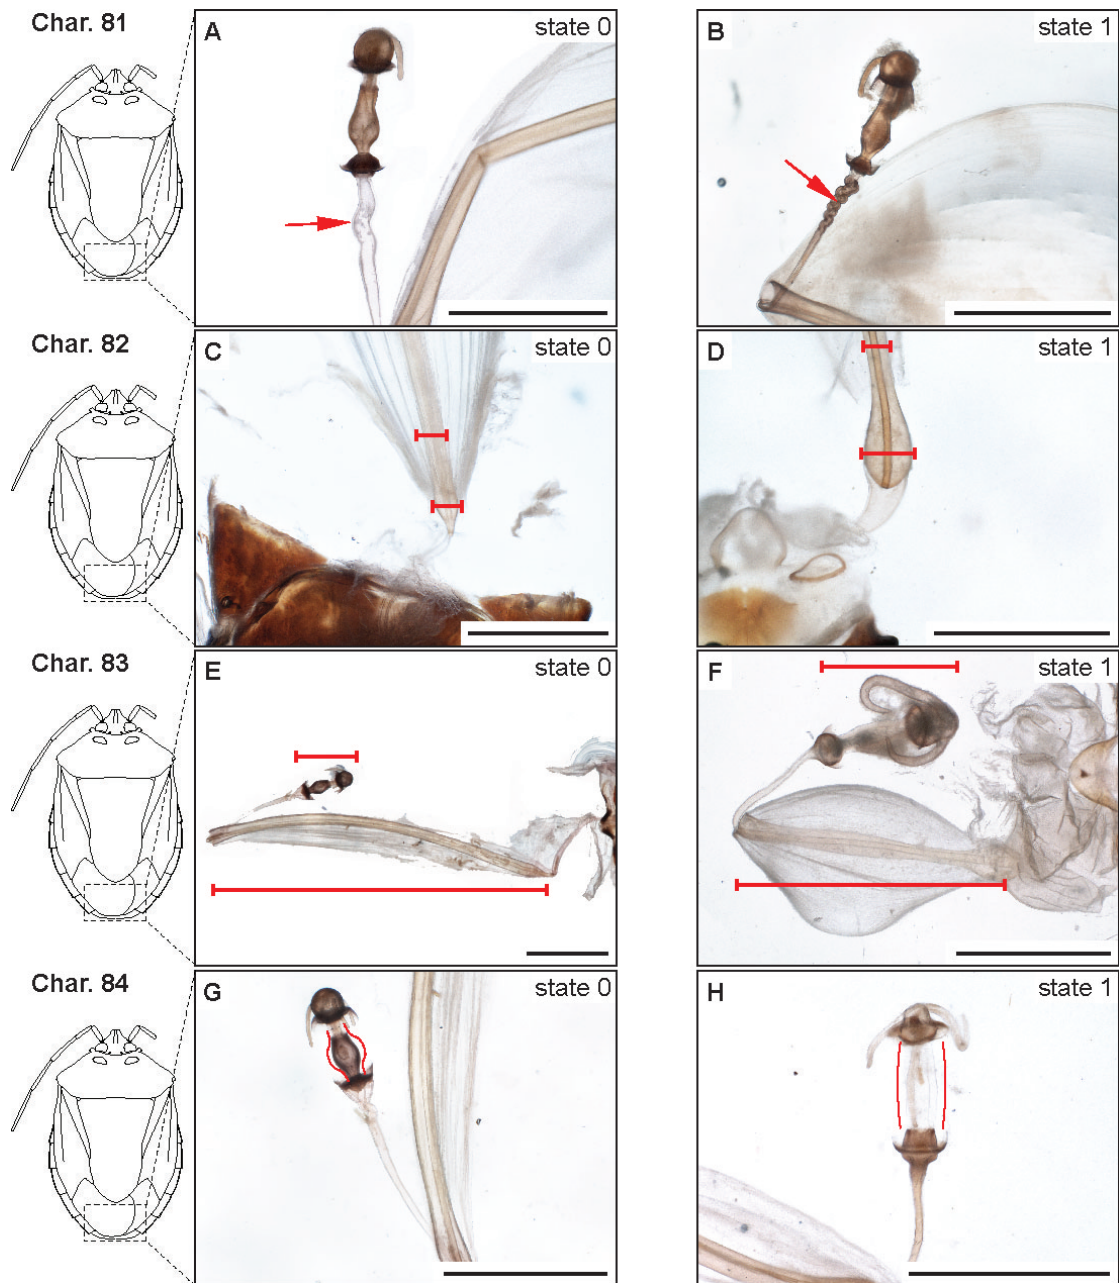 Char. 81
A state 0
B state 1
Char. 82
C state 0
D state 1
Char. 83
E state 0
F state 1
Char. 84
G state 0
H state 1